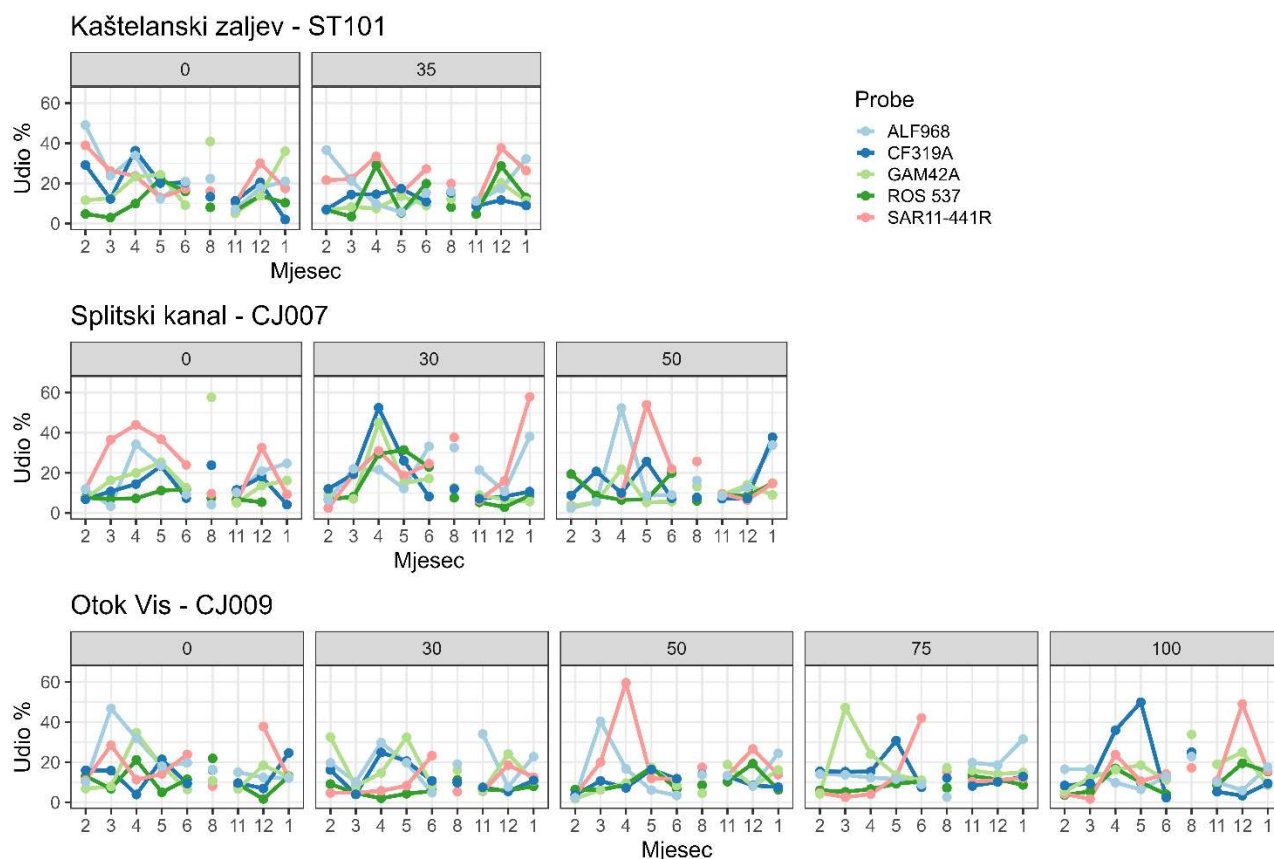 Kaštelanski zaljev - ST101
0 35
Udio %
60
40
20
0
2 3 4 5 6 8 11 12 1 2 3 4 5 6 8 11 12 1
Mjesec
Probe
ALF968
CF319A
GAM42A
ROS 537
SAR11-441R
Splitski kanal - CJ007
0 30 50
Udio %
60
40
20
0
2 3 4 5 6 8 11 12 1 2 3 4 5 6 8 11 12 1 2 3 4 5 6 8 11 12 1
Mjesec
Otok Vis - CJ009
0 30 50 75 100
Udio %
60
40
20
0
2 3 4 5 6 8 11 12 1 2 3 4 5 6 8 11 12 1 2 3 4 5 6 8 11 12 1 2 3 4 5 6 8 11 12 1 2 3 4 5 6 8 11 12 1
Mjesec